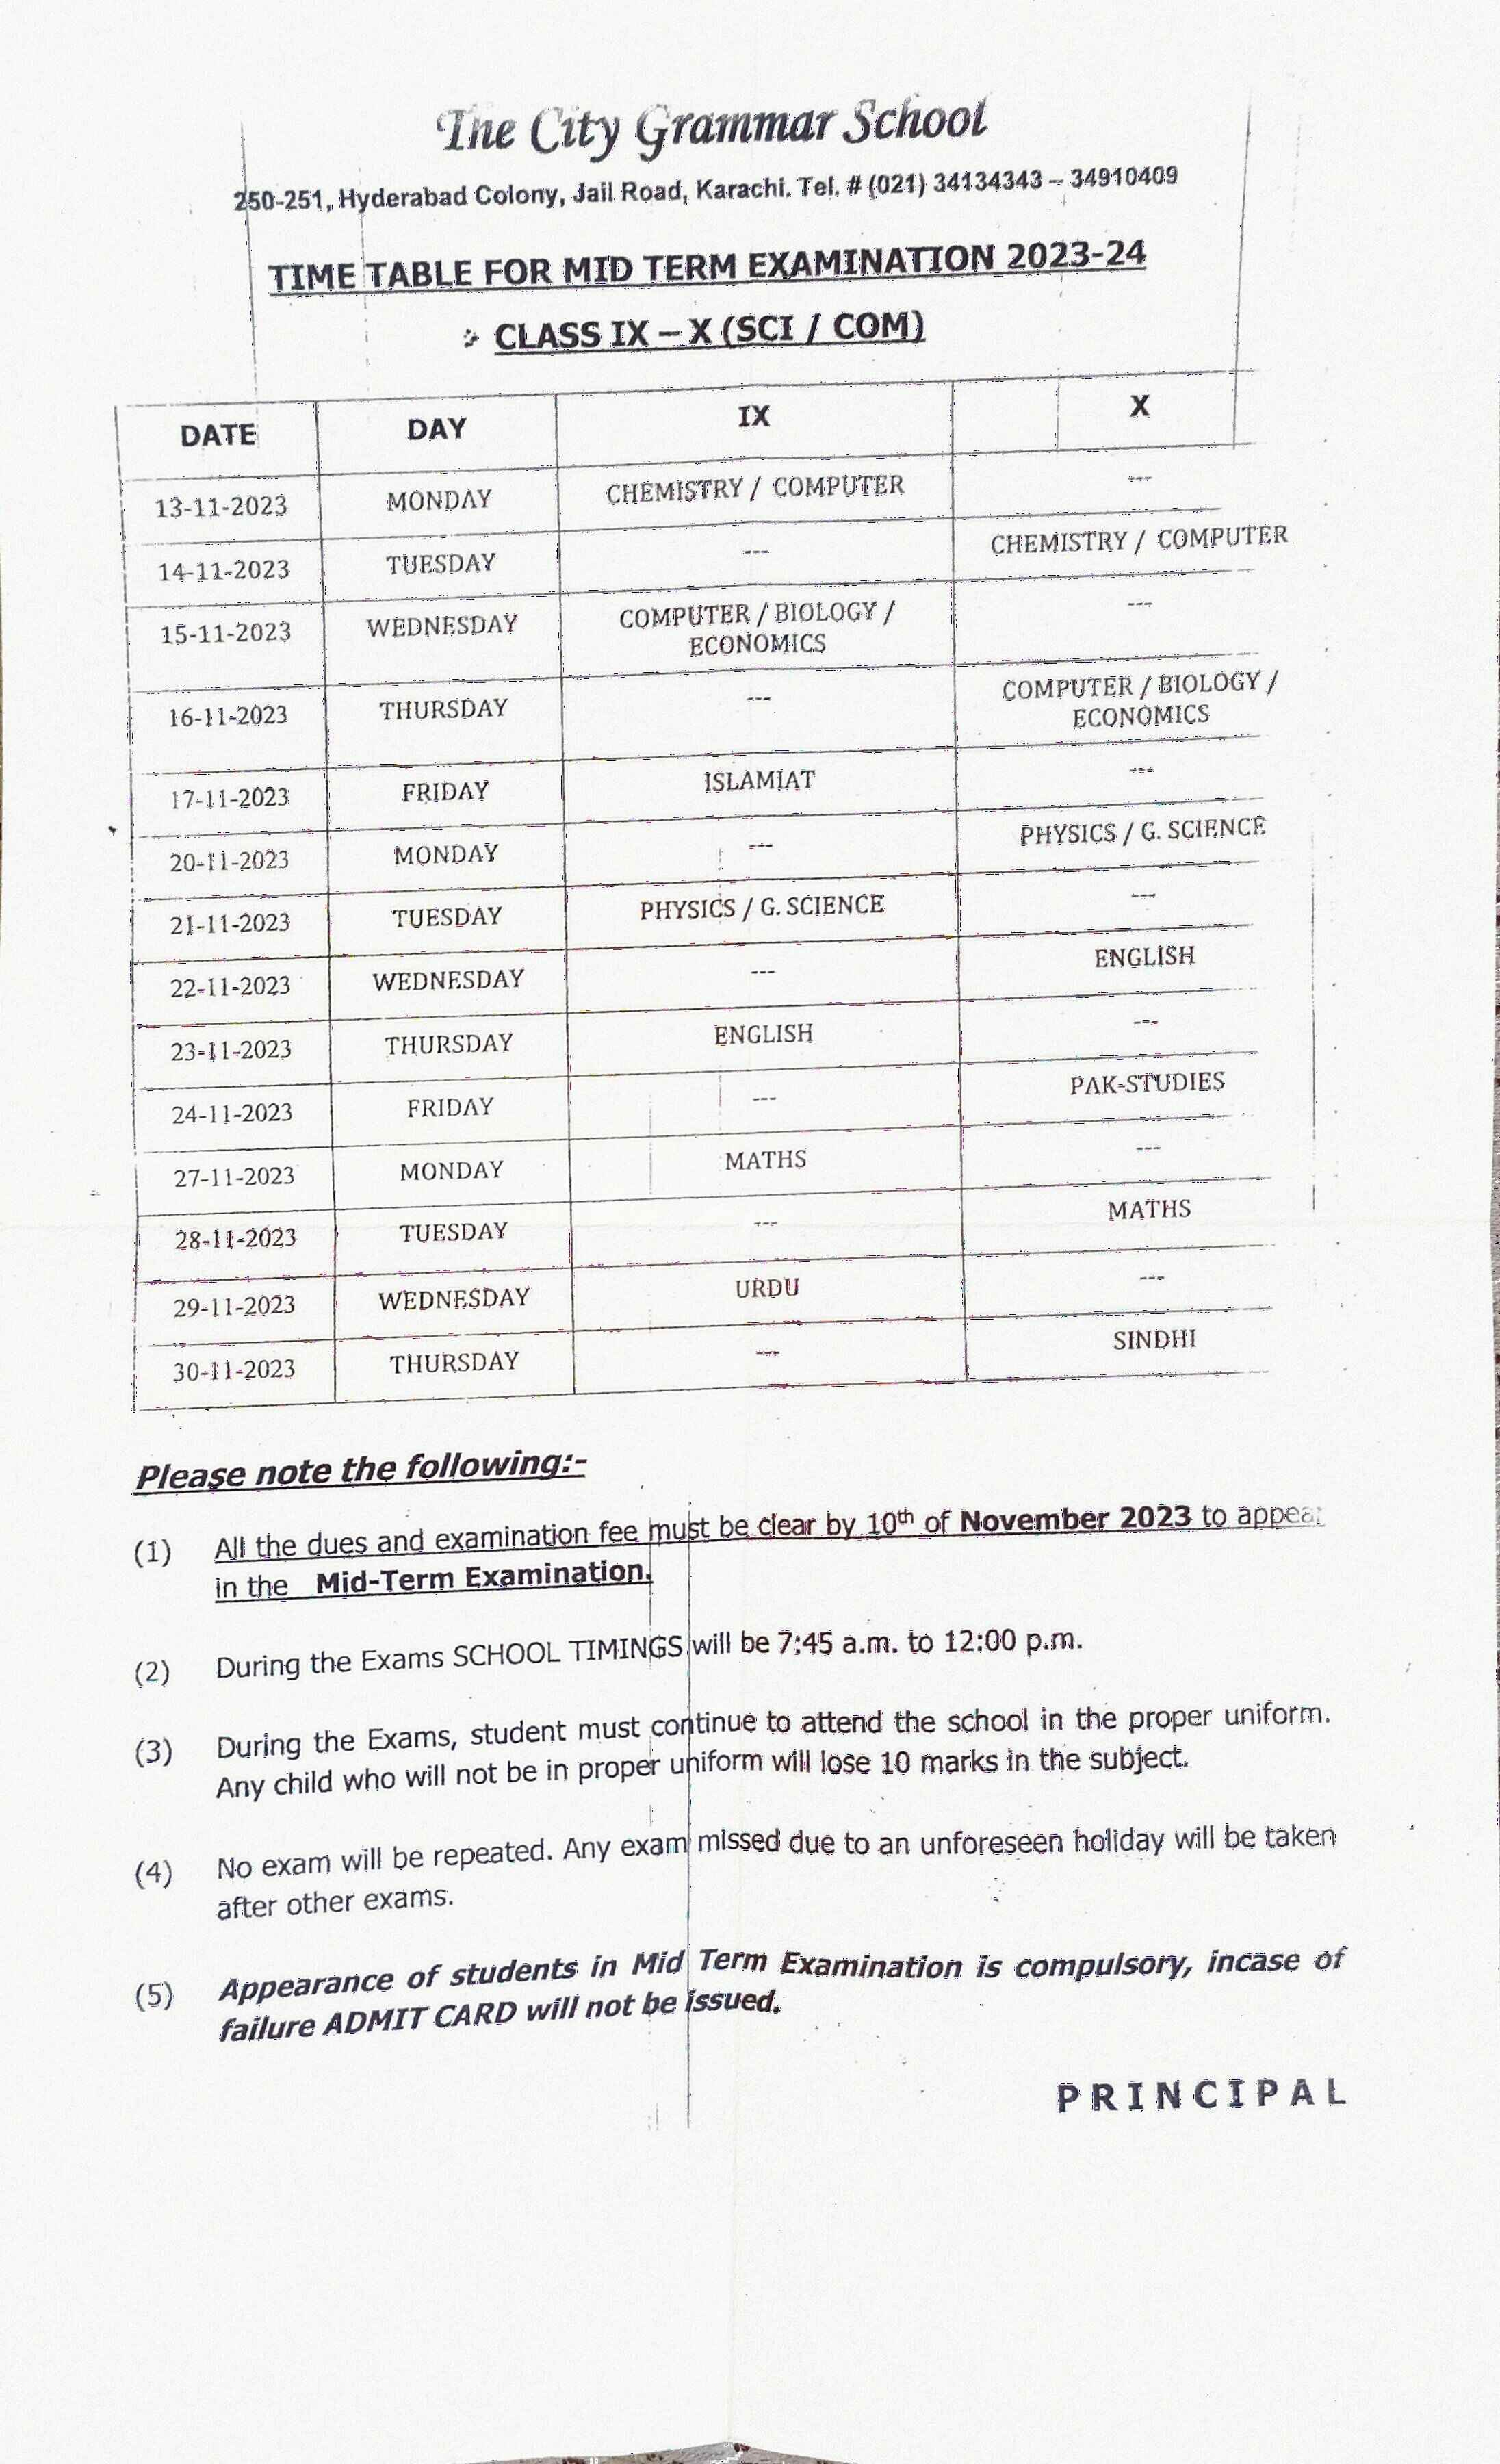 The City Grammar School
250-251, Hyderabad Colony, Jail Road, Karachi. Tel. # (021) 34134343 – 34910409
TIME TABLE FOR MID TERM EXAMINATION 2023-24
CLASS IX – X (SCI / COM)
DATE DAY IX X
13-11-2023 MONDAY CHEMISTRY / COMPUTER ---
14-11-2023 TUESDAY --- CHEMISTRY / COMPUTER
15-11-2023 WEDNESDAY COMPUTER / BIOLOGY / ---
ECONOMICS
16-11-2023 THURSDAY --- COMPUTER / BIOLOGY /
ECONOMICS
17-11-2023 FRIDAY ISLAMIAT ---
20-11-2023 MONDAY --- PHYSICS / G. SCIENCE
21-11-2023 TUESDAY PHYSICS / G. SCIENCE ---
22-11-2023 WEDNESDAY --- ENGLISH
23-11-2023 THURSDAY ENGLISH ---
24-11-2023 FRIDAY --- PAK-STUDIES
27-11-2023 MONDAY MATHS ---
28-11-2023 TUESDAY --- MATHS
29-11-2023 WEDNESDAY URDU ---
30-11-2023 THURSDAY --- SINDHI
Please note the following:-
(1) All the dues and examination fee must be clear by 10th of November 2023 to appear
in the Mid-Term Examination.
(2) During the Exams SCHOOL TIMINGS will be 7:45 a.m. to 12:00 p.m.
(3) During the Exams, student must continue to attend the school in the proper uniform.
Any child who will not be in proper uniform will lose 10 marks in the subject.
(4) No exam will be repeated. Any exam missed due to an unforeseen holiday will be taken
after other exams.
(5) Appearance of students in Mid Term Examination is compulsory, incase of
failure ADMIT CARD will not be issued.
PRINCIPAL